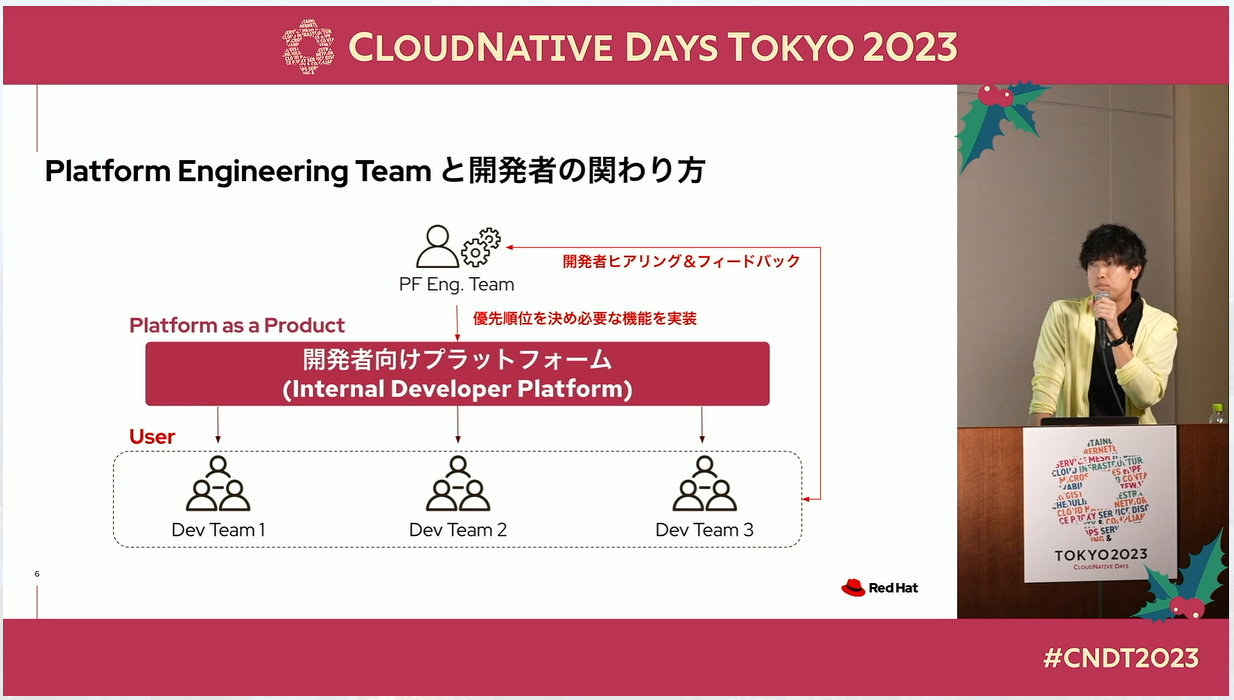 CLOUDNATIVE DAYS TOKYO 2023
Platform Engineering Team と開発者の関わり方
開発者ヒアリング＆フィードバック
PF Eng. Team
優先順位を決め必要な機能を実装
Platform as a Product
開発者向けプラットフォーム
(Internal Developer Platform)
User
Dev Team 1
Dev Team 2
Dev Team 3
6
Red Hat
TOKYO 2023
CLOUDNATIVE DAYS
#CNDT2023